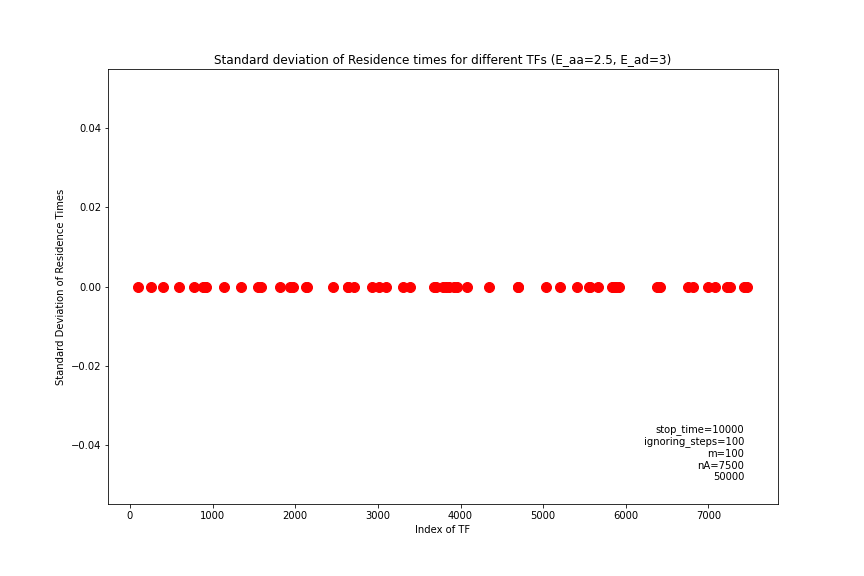 Standard deviation of Residence times for different TFs (E_aa=2.5, E_ad=3)
Standard Deviation of Residence Times
0.04
0.02
0.00
−0.02
−0.04
stop_time=10000
ignoring_steps=100
m=100
nA=7500
50000
0 1000 2000 3000 4000 5000 6000 7000
Index of TF